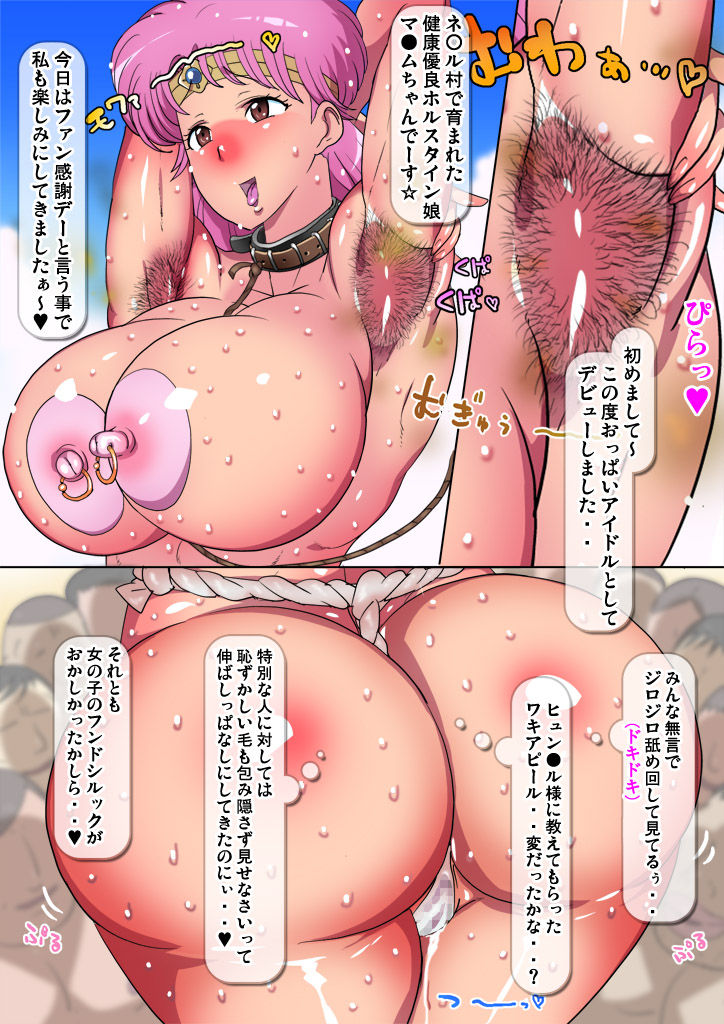 ネ〇ル村で育まれた
健康優良ホルスタイン娘
マ●ムちゃんでーす☆
今日はファン感謝デーと言う事で
私も楽しみにしてきましたぁ～♥
むわぁ…♡
モワァ
ぴらっ♥
ぴくぴく♡
むぎゅぅ～
初めまして～
この度おっぱいアイドルとして
デビューしました・・
みんな無言で
ジロジロ舐め回して見てるぅ・・
(ドキドキ)
ヒュン●ル様に教えてもらった
ワキアピール・・変だったかな・・？
特別な人に対しては
恥ずかしい毛も包み隠さず見せなさいって
伸ばしっぱなしにしてきたのにぃ・・♥
それとも
女の子のフンドシルックが
おかしかったかしら・・♥
ぷる
ぷる
つ～～っ♡